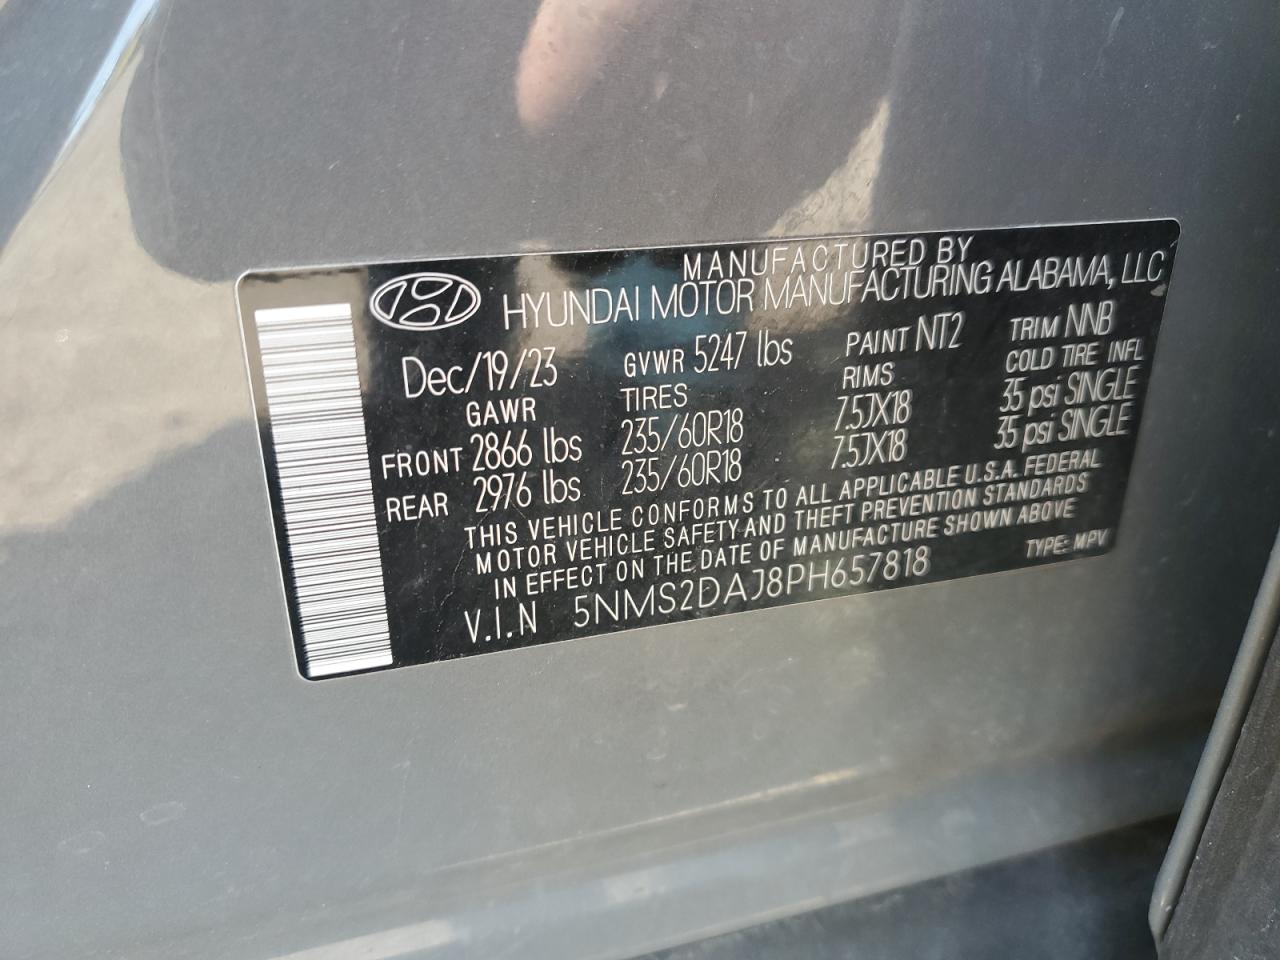 MANUFACTURED BY
HYUNDAI MOTOR MANUFACTURING ALABAMA, LLC
Dec/19/23 GVWR 5247 lbs PAINT NT2 TRIM NNB
GAWR TIRES RIMS COLD TIRE INFL
FRONT 2866 lbs 235/60R18 7.5JX18 35 psi SINGLE
REAR 2976 lbs 235/60R18 7.5JX18 35 psi SINGLE
THIS VEHICLE CONFORMS TO ALL APPLICABLE U.S.A. FEDERAL
MOTOR VEHICLE SAFETY AND THEFT PREVENTION STANDARDS
IN EFFECT ON THE DATE OF MANUFACTURE SHOWN ABOVE
V.I.N 5NMS2DAJ8PH657818 TYPE: MPV